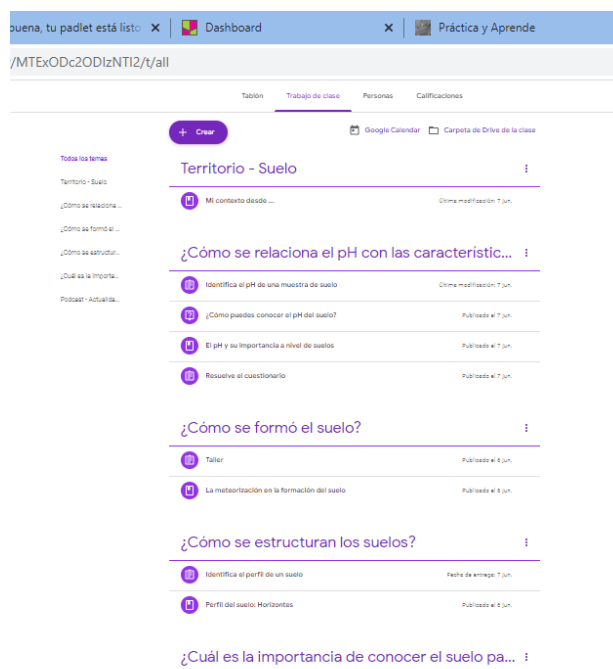 buena, tu padlet está listo
Dashboard
Práctica y Aprende
/MTExODc2ODIzNTI2/t/all
Tablón Trabajo de clase Personas Calificaciones
+ Crear
Google Calendar Carpeta de Drive de la clase
Todos los temas
Territorio - Suelo
¿Cómo se relaciona ...
¿Cómo se formó el ...
¿Cómo se estructur...
¿Cuál es la importa...
Podcast - Actualida...
Territorio - Suelo
Mi contexto desde ... Última modificación: 7 jun.
¿Cómo se relaciona el pH con las característic...
Identifica el pH de una muestra de suelo Última modificación: 7 jun.
¿Cómo puedes conocer el pH del suelo? Publicado el 7 jun.
El pH y su importancia a nivel de suelos Publicado el 7 jun.
Resuelve el cuestionario Publicado el 7 jun.
¿Cómo se formó el suelo?
Taller Publicado el 6 jun.
La meteorización en la formación del suelo Publicado el 6 jun.
¿Cómo se estructuran los suelos?
Identifica el perfil de un suelo Fecha de entrega: 7 jun.
Perfil del suelo: Horizontes Publicado el 6 jun.
¿Cuál es la importancia de conocer el suelo pa...